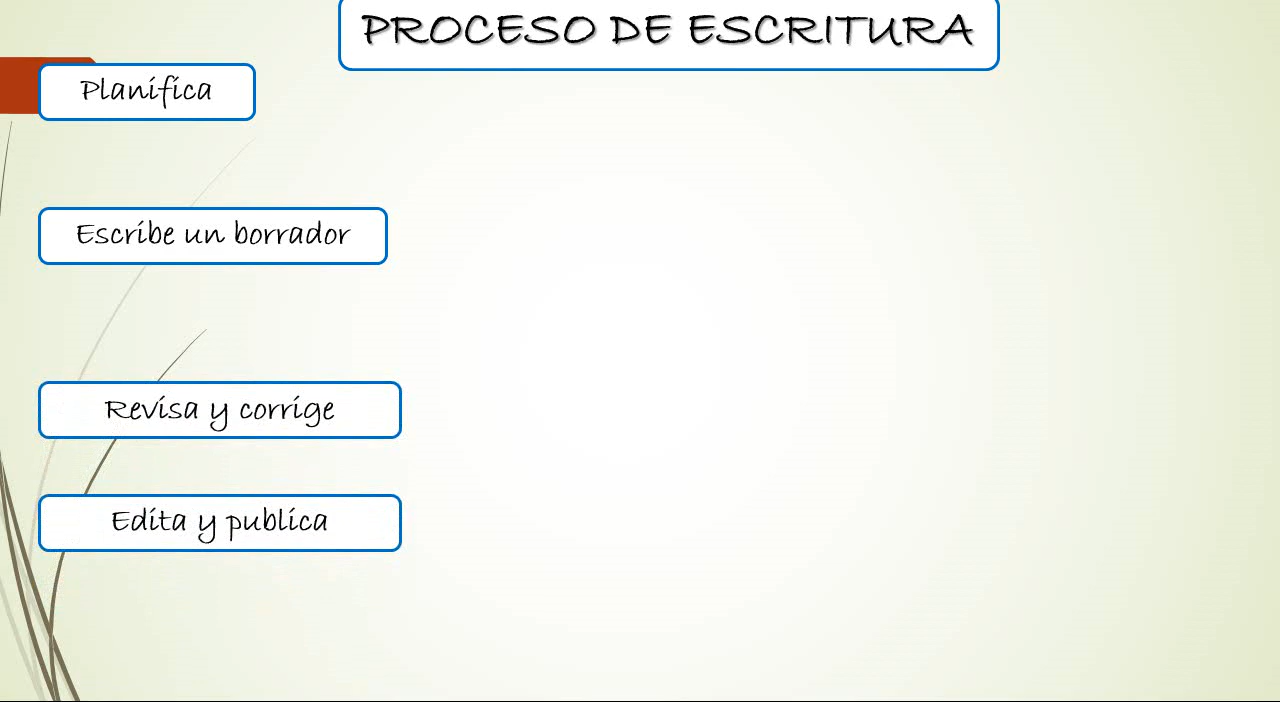 PROCESO DE ESCRITURA
Planifica
Escribe un borrador
Revisa y corrige
Edita y publica